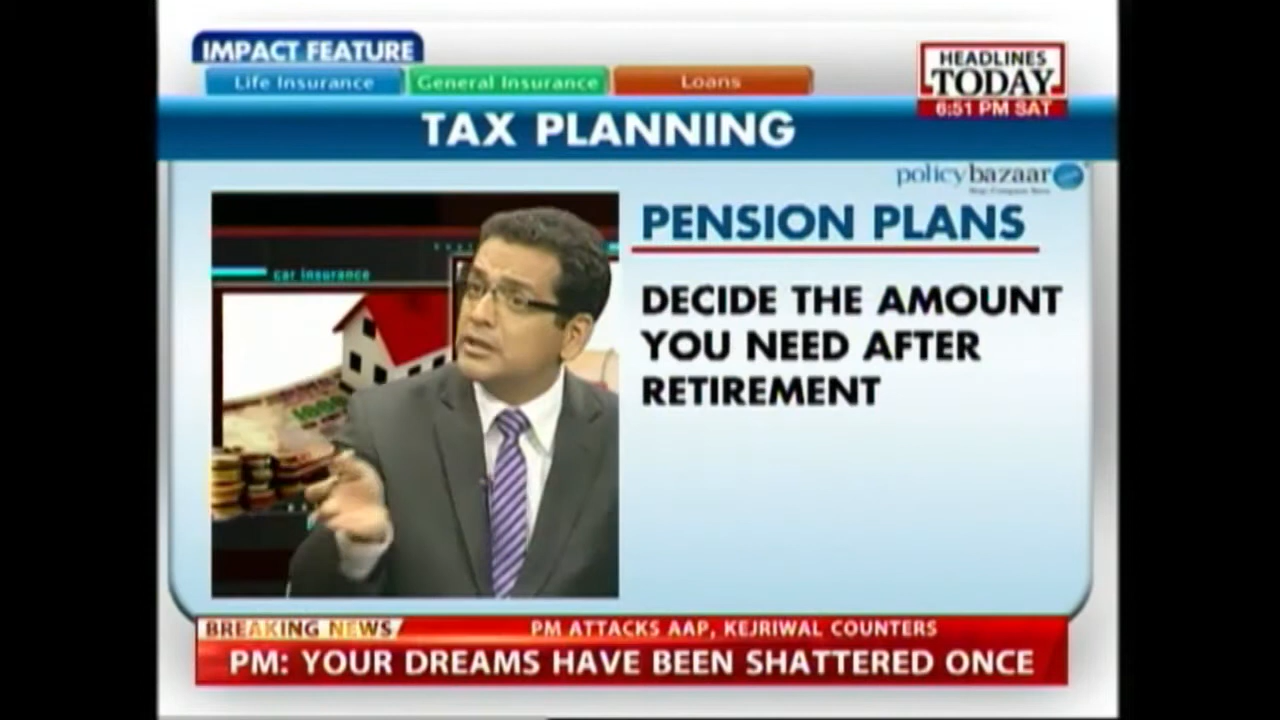 IMPACT FEATURE
Life Insurance
General Insurance
Loans
HEADLINES
TODAY
6:51 PM SAT
TAX PLANNING
policybazaar
PENSION PLANS
car insurance
DECIDE THE AMOUNT
YOU NEED AFTER
RETIREMENT
BREAKING NEWS
PM ATTACKS AAP, KEJRIWAL COUNTERS
PM: YOUR DREAMS HAVE BEEN SHATTERED ONCE